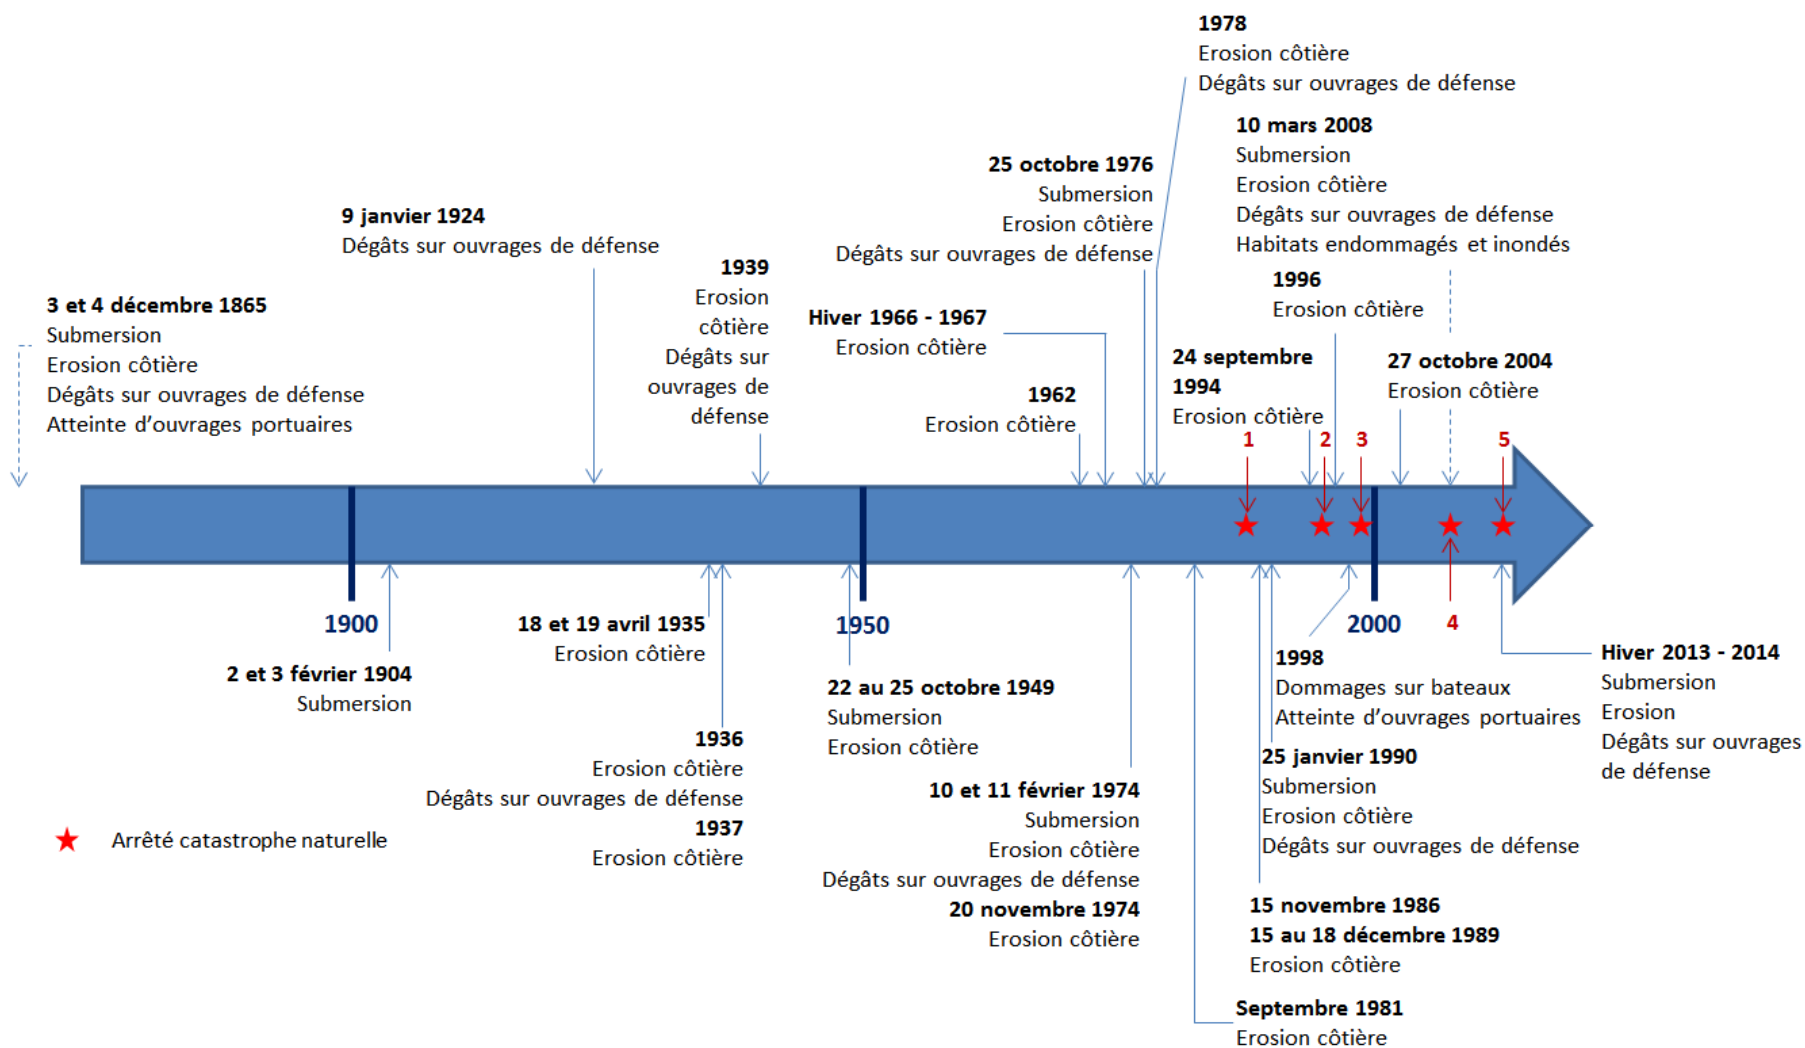 1978
Erosion côtière
Dégâts sur ouvrages de défense
10 mars 2008
Submersion
Erosion côtière
Dégâts sur ouvrages de défense
Habitats endommagés et inondés
25 octobre 1976
Submersion
Erosion côtière
Dégâts sur ouvrages de défense
9 janvier 1924
Dégâts sur ouvrages de défense
1939
Erosion
côtière
Dégâts sur
ouvrages de
défense
1996
Erosion côtière
3 et 4 décembre 1865
Submersion
Erosion côtière
Dégâts sur ouvrages de défense
Atteinte d'ouvrages portuaires
Hiver 1966 - 1967
Erosion côtière
24 septembre
1994
Erosion côtière
27 octobre 2004
Erosion côtière
1962
Erosion côtière
1
2
3
5
1900
1950
2000
4
2 et 3 février 1904
Submersion
18 et 19 avril 1935
Erosion côtière
22 au 25 octobre 1949
Submersion
Erosion côtière
1998
Dommages sur bateaux
Atteinte d'ouvrages portuaires
Hiver 2013 - 2014
Submersion
Erosion
Dégâts sur ouvrages
de défense
1936
Erosion côtière
Dégâts sur ouvrages de défense
1937
Erosion côtière
25 janvier 1990
Submersion
Erosion côtière
Dégâts sur ouvrages de défense
10 et 11 février 1974
Submersion
Erosion côtière
Dégâts sur ouvrages de défense
20 novembre 1974
Erosion côtière
Arrêté catastrophe naturelle
15 novembre 1986
15 au 18 décembre 1989
Erosion côtière
Septembre 1981
Erosion côtière